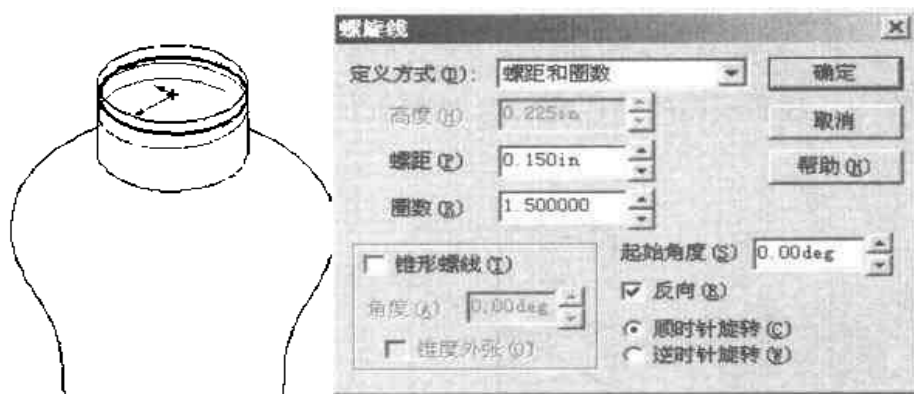 螺旋线
定义方式(D): 螺距和圈数 确定
高度(H) 0.225in 取消
螺距(P) 0.150in 帮助(H)
圈数(R) 1.500000
锥形螺线(T) 起始角度(S) 0.00deg
角度(A) 0.00deg 反向(R)
锥度外张(O) 顺时针旋转(C)
逆时针旋转(W)